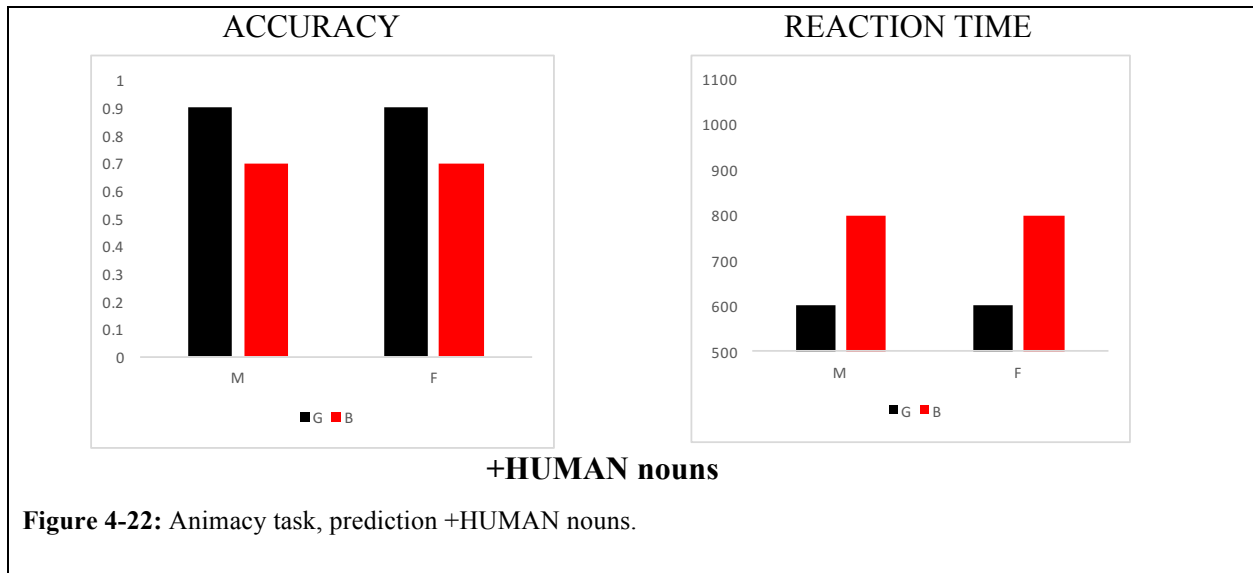 ACCURACY
1
0.9
0.8
0.7
0.6
0.5
0.4
0.3
0.2
0.1
0
M F
G B
REACTION TIME
1100
1000
900
800
700
600
500
M F
G B
+HUMAN nouns
Figure 4-22: Animacy task, prediction +HUMAN nouns.